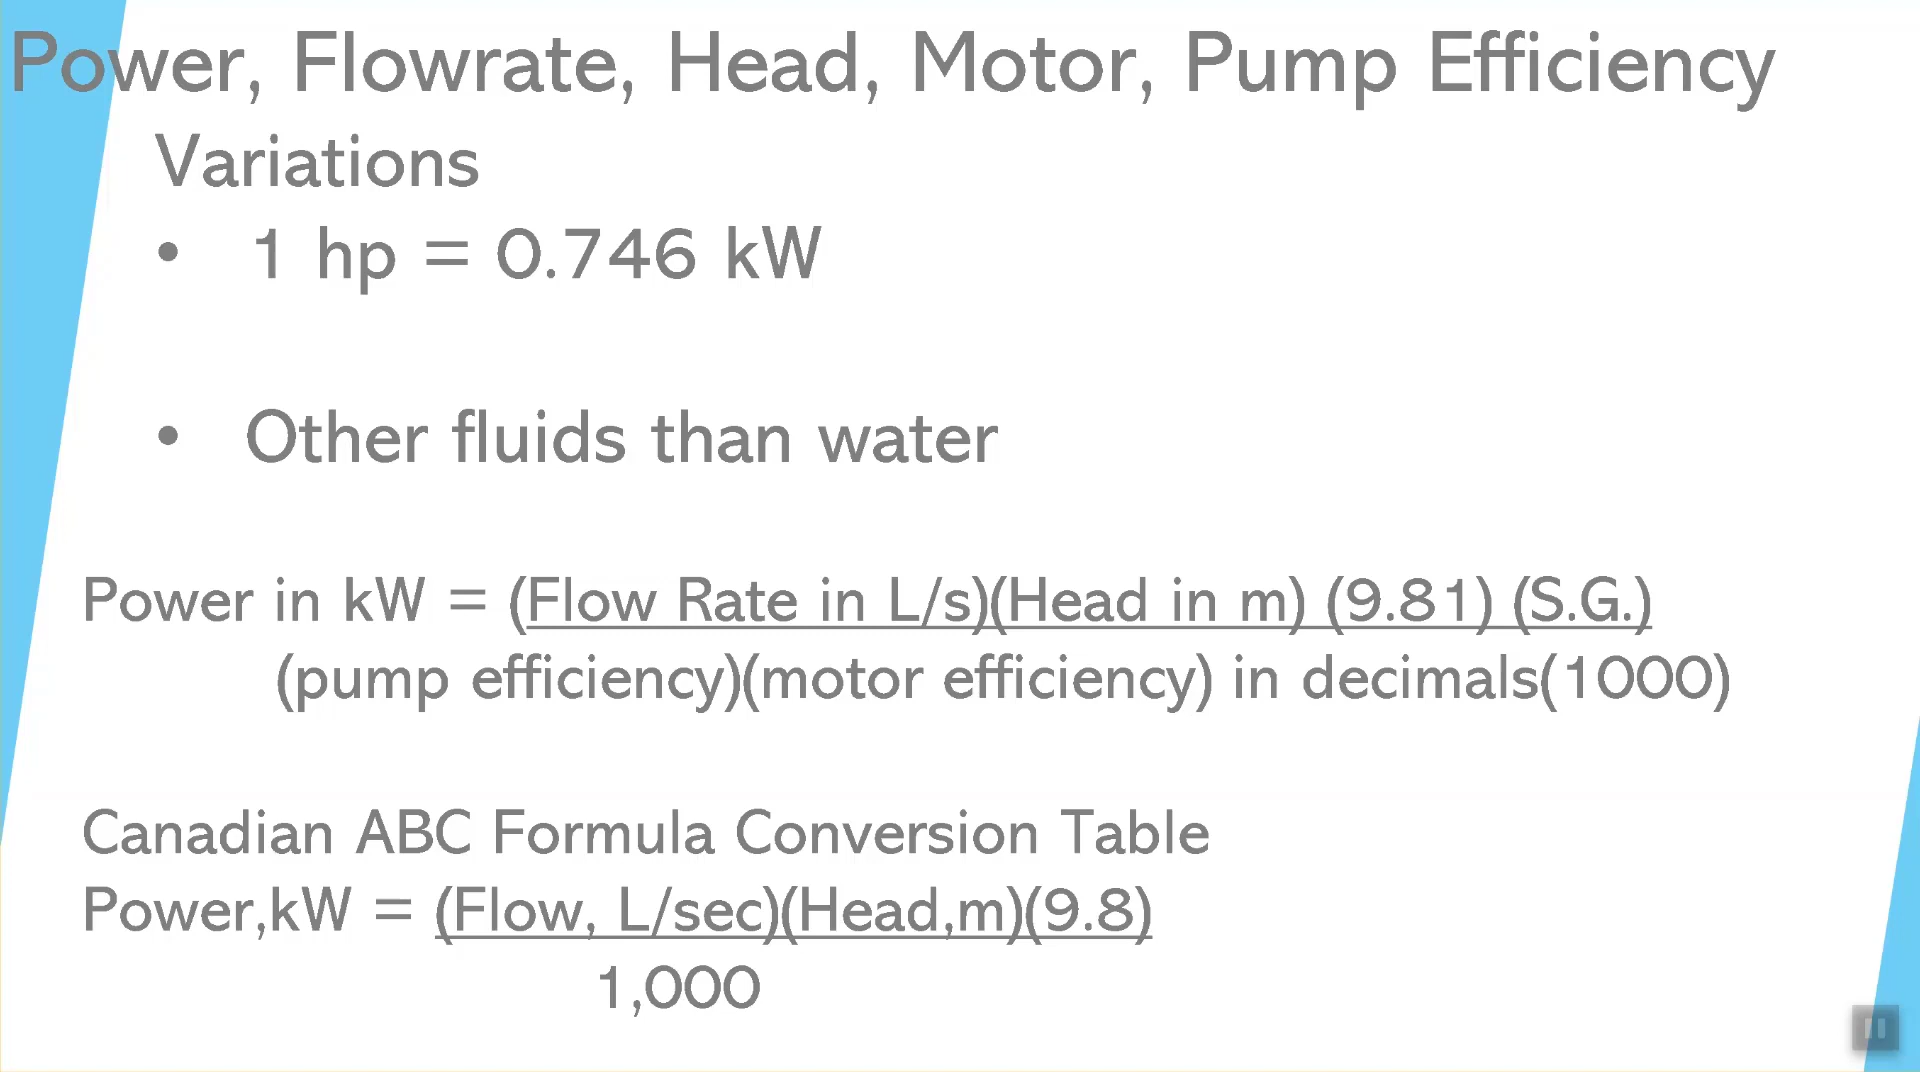 Power, Flowrate, Head, Motor, Pump Efficiency
Variations
• 1 hp = 0.746 kW
• Other fluids than water
Power in kW = (Flow Rate in L/s)(Head in m) (9.81) (S.G.)
(pump efficiency)(motor efficiency) in decimals(1000)
Canadian ABC Formula Conversion Table
Power,kW = (Flow, L/sec)(Head,m)(9.8)
1,000